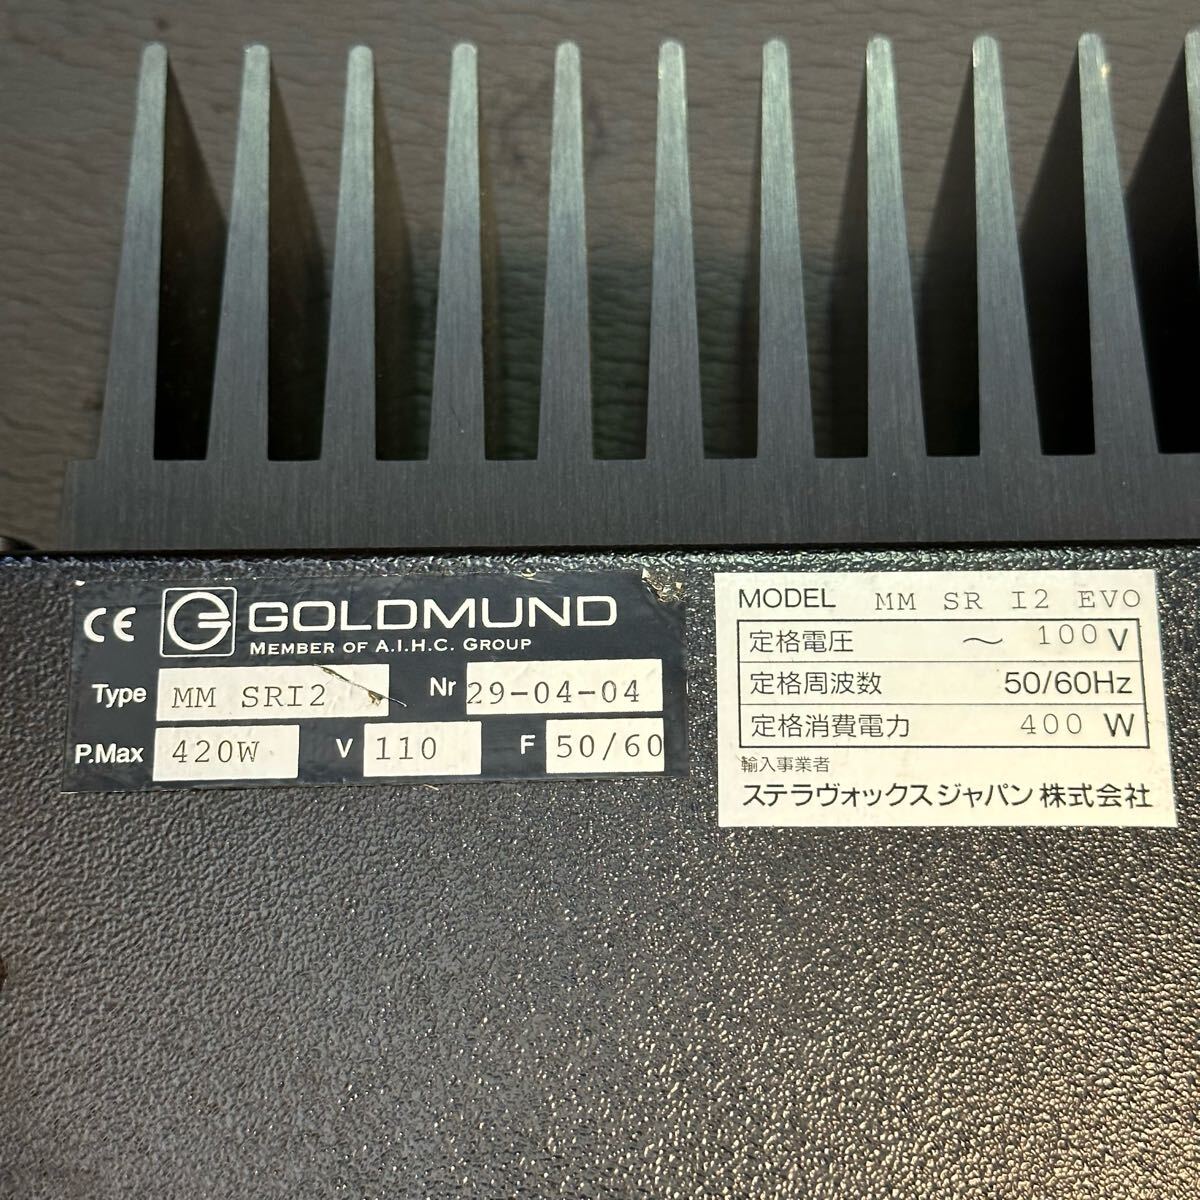 CE GOLDMUND
MEMBER OF A.I.H.C. GROUP
Type MM SRI2 Nr 29-04-04
P.Max 420W V 110 F 50/60
MODEL MM SR I2 EVO
定格電圧 ～ 100 V
定格周波数 50/60Hz
定格消費電力 400 W
輸入事業者
ステラヴォックスジャパン 株式会社